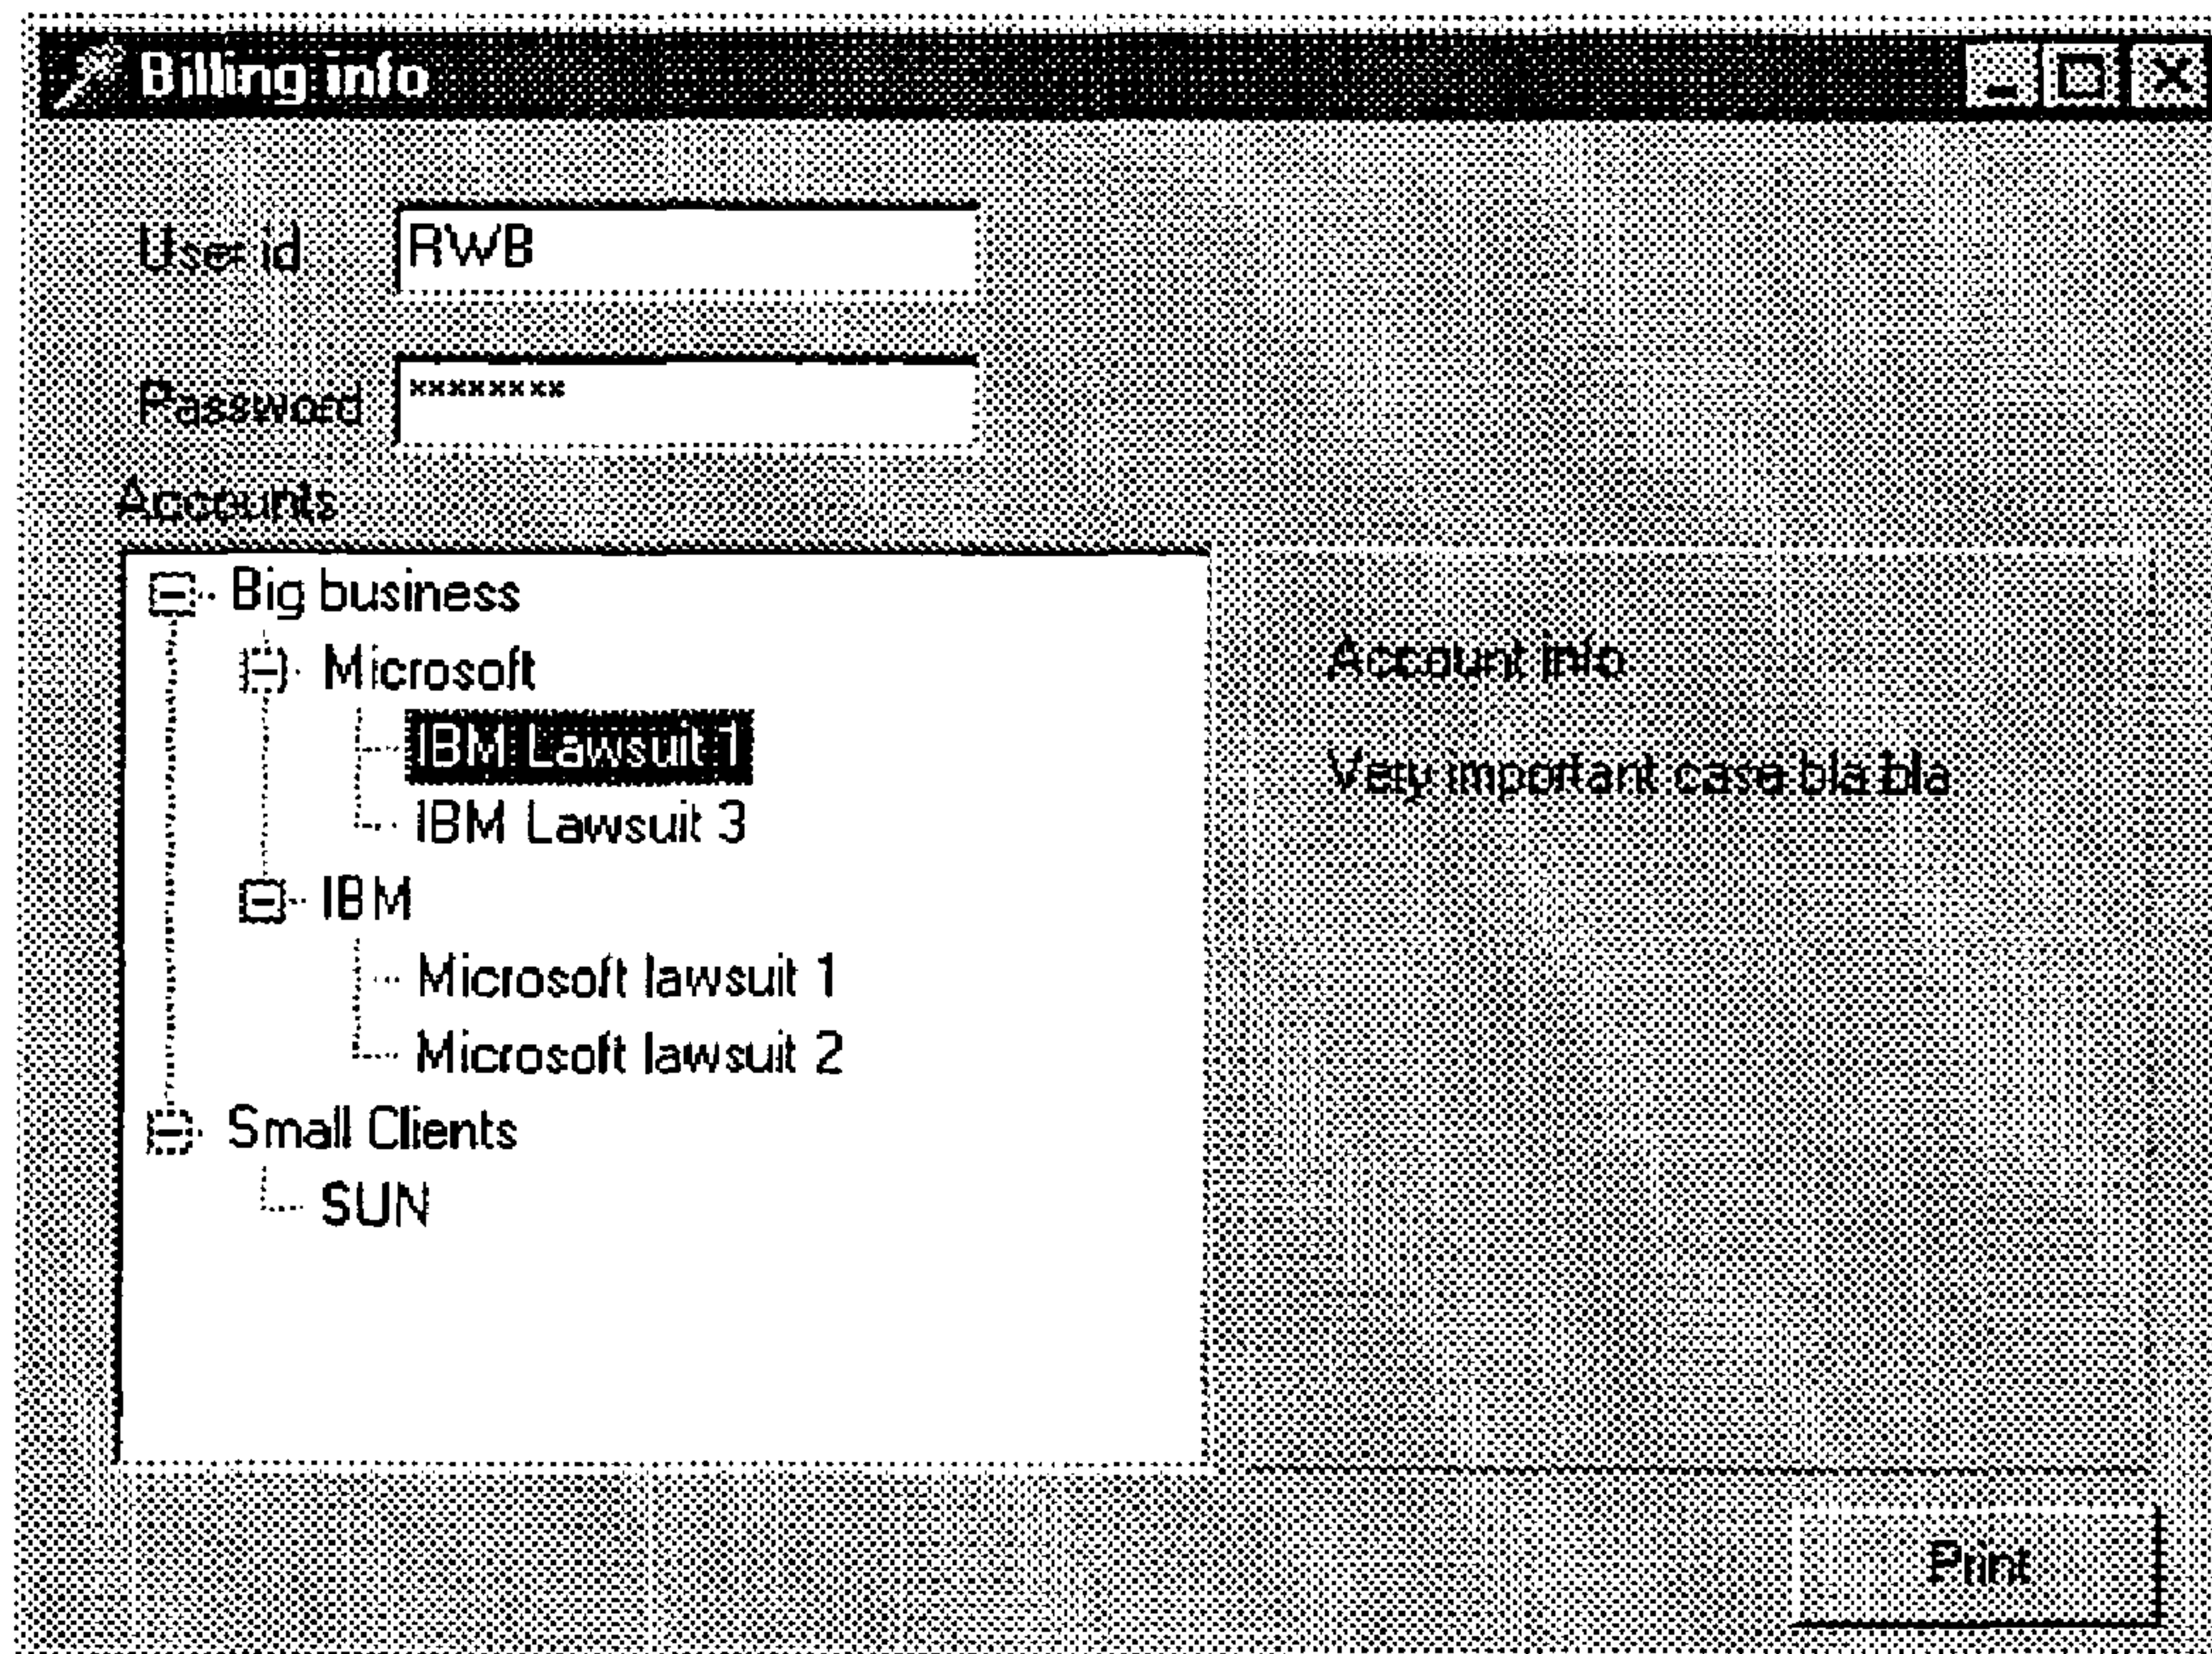 Billing info
User id RWB
Password ********
Accounts
Big business
Microsoft
IBM Lawsuit 1
IBM Lawsuit 3
IBM
Microsoft lawsuit 1
Microsoft lawsuit 2
Small Clients
SUN
Account info
Very important case bla bla
Print